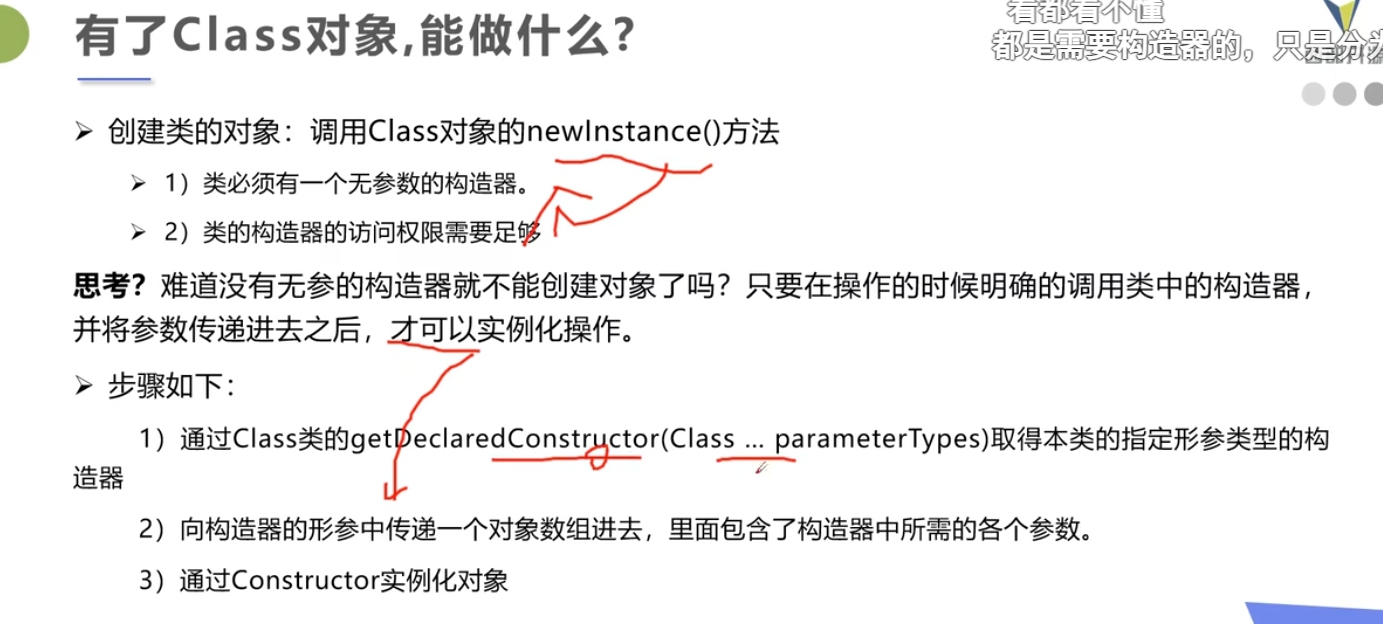 有了Class对象,能做什么?
看都看不懂
都是需要构造器的，只是分为
➢ 创建类的对象：调用Class对象的newInstance()方法
➢ 1）类必须有一个无参数的构造器。
➢ 2）类的构造器的访问权限需要足够
思考？难道没有无参的构造器就不能创建对象了吗？只要在操作的时候明确的调用类中的构造器，
并将参数传递进去之后，才可以实例化操作。
➢ 步骤如下：
1）通过Class类的getDeclaredConstructor(Class … parameterTypes)取得本类的指定形参类型的构
造器
2）向构造器的形参中传递一个对象数组进去，里面包含了构造器中所需的各个参数。
3）通过Constructor实例化对象